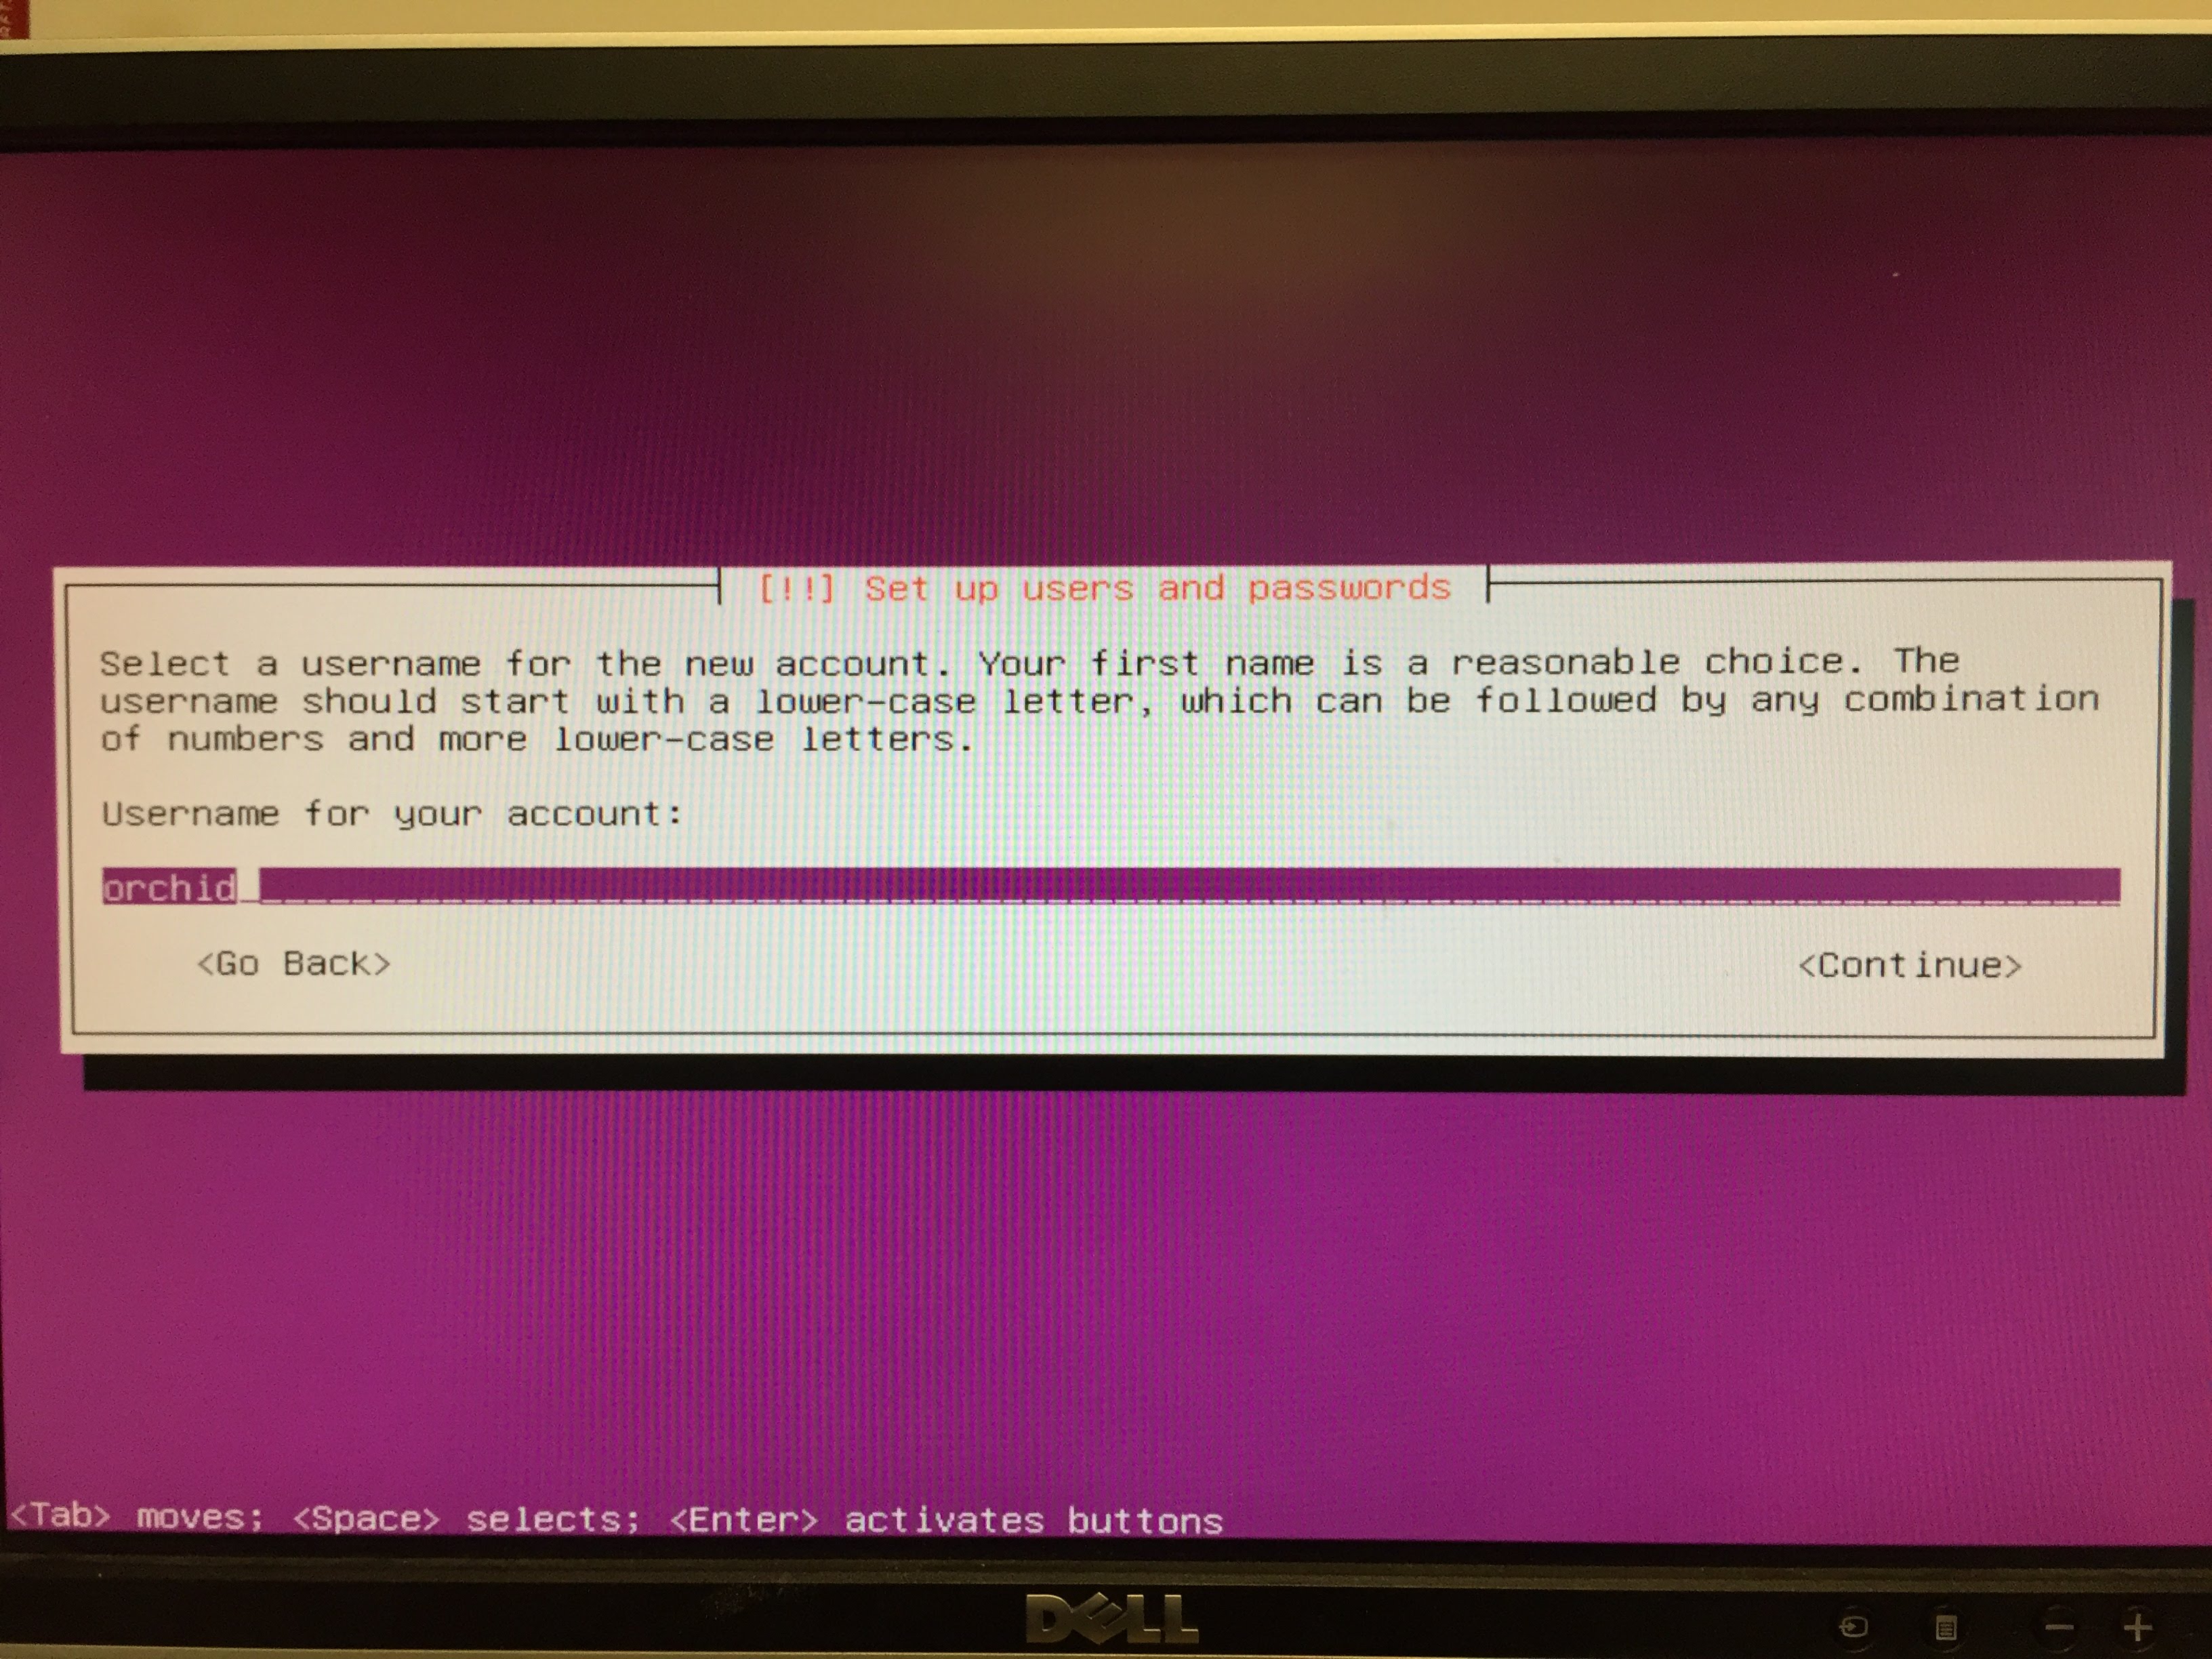 [!!] Set up users and passwords
Select a username for the new account. Your first name is a reasonable choice. The
username should start with a lower-case letter, which can be followed by any combination
of numbers and more lower-case letters.
Username for your account:
orchid
<Go Back> <Continue>
<Tab> moves; <Space> selects; <Enter> activates buttons
DELL